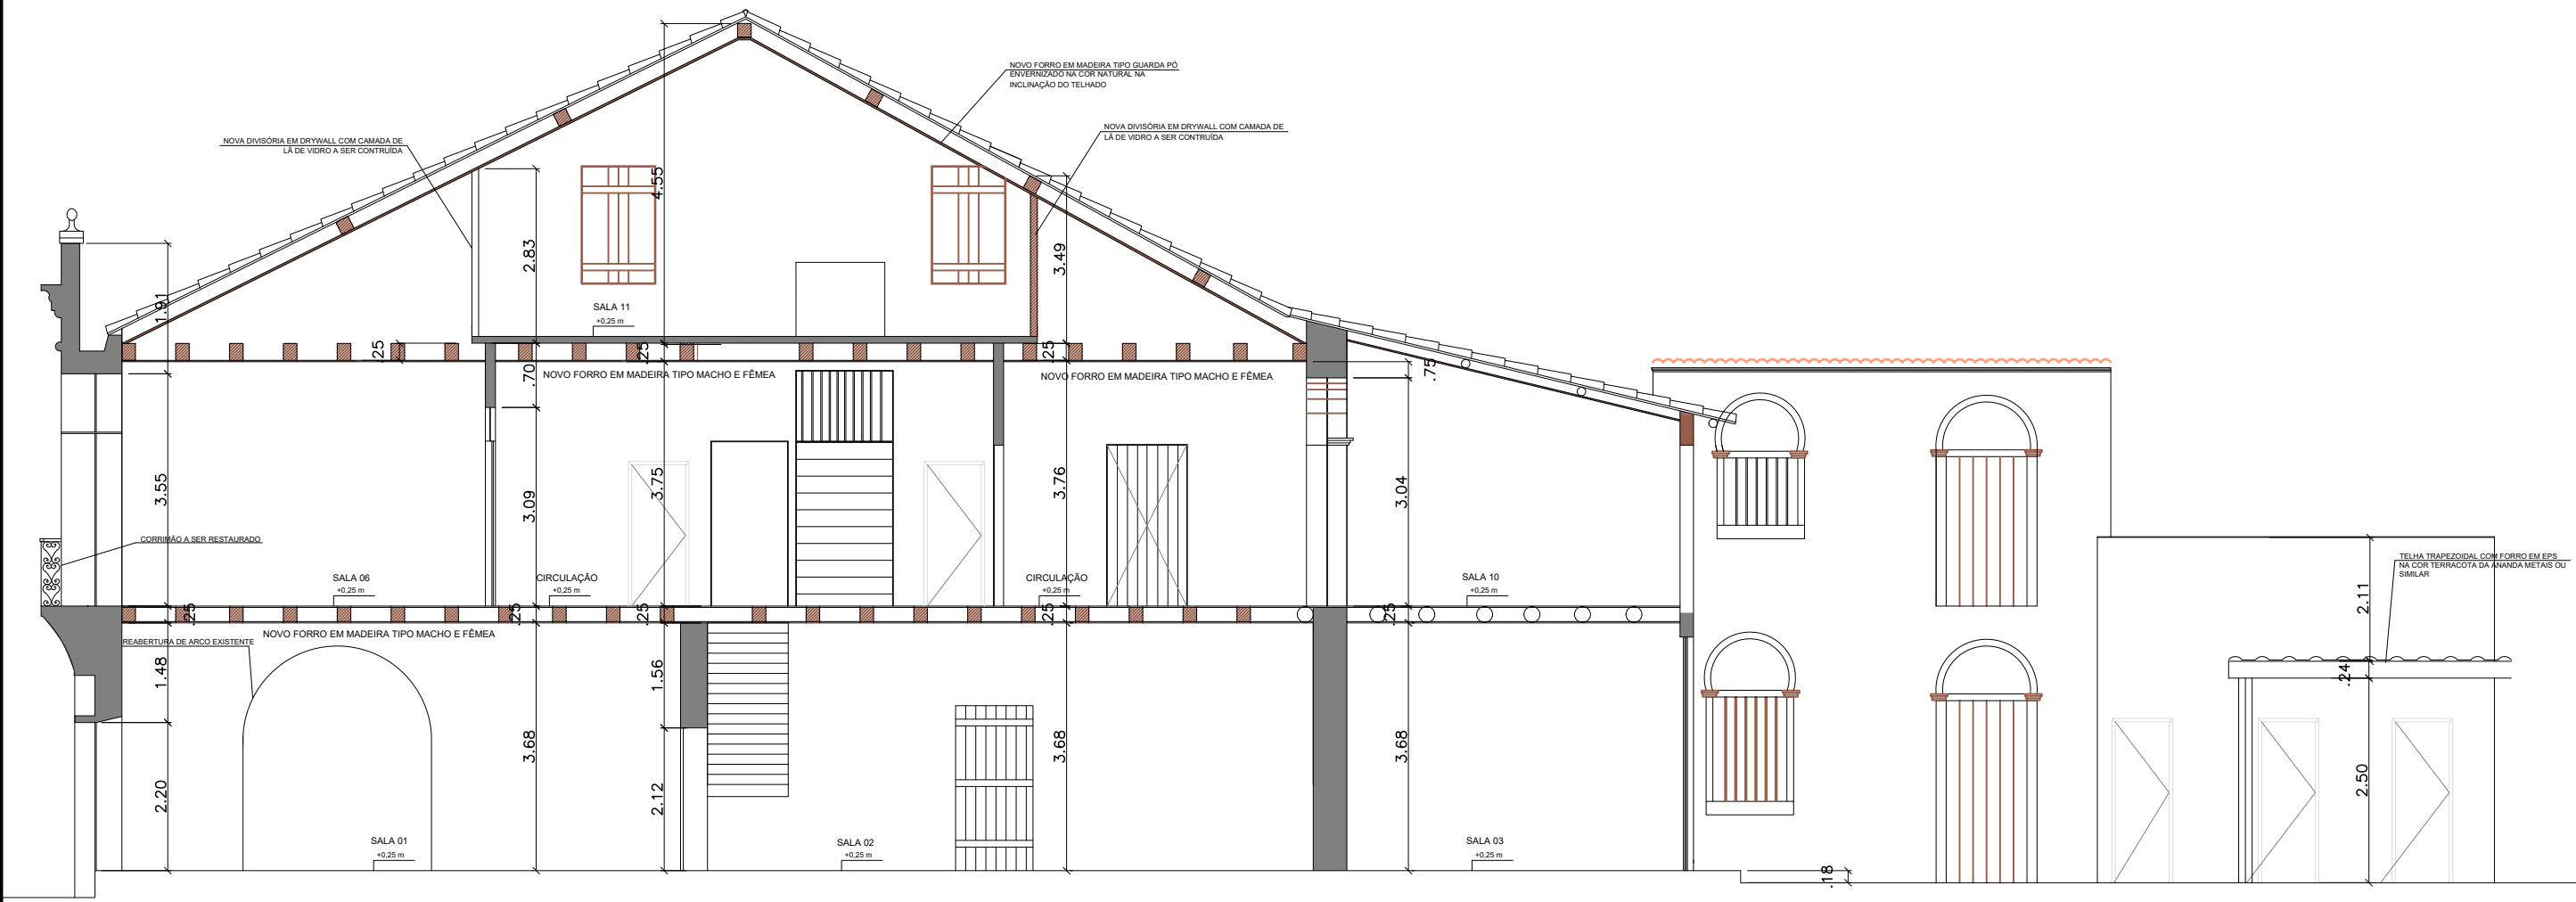 NOVO FORRO EM MADEIRA TIPO GUARDA PÓ
ENVERNIZADO NA COR NATURAL NA
INCLINAÇÃO DO TELHADO
NOVA DIVISÓRIA EM DRYWALL COM CAMADA DE
LÃ DE VIDRO A SER CONTRUÍDA
NOVA DIVISÓRIA EM DRYWALL COM CAMADA DE
LÃ DE VIDRO A SER CONTRUÍDA
4.55
2.83
3.49
1.91
SALA 11
+0,25 m
.25
.25
.25
.70
.75
NOVO FORRO EM MADEIRA TIPO MACHO E FÊMEA
NOVO FORRO EM MADEIRA TIPO MACHO E FÊMEA
3.55
3.09
3.75
3.76
3.04
CORRIMÃO A SER RESTAURADO
TELHA TRAPEZOIDAL COM FORRO EM EPS
NA COR TERRACOTA DA ANANDA METAIS OU
SIMILAR
SALA 06
+0,25 m
CIRCULAÇÃO
+0,25 m
CIRCULAÇÃO
+0,25 m
SALA 10
+0,25 m
2.11
.25
.25
.25
.25
.25
REABERTURA DE ARCO EXISTENTE
NOVO FORRO EM MADEIRA TIPO MACHO E FÊMEA
1.48
1.56
.24
2.20
3.68
2.12
3.68
3.68
2.50
SALA 01
+0,25 m
SALA 02
+0,25 m
SALA 03
+0,25 m
.18